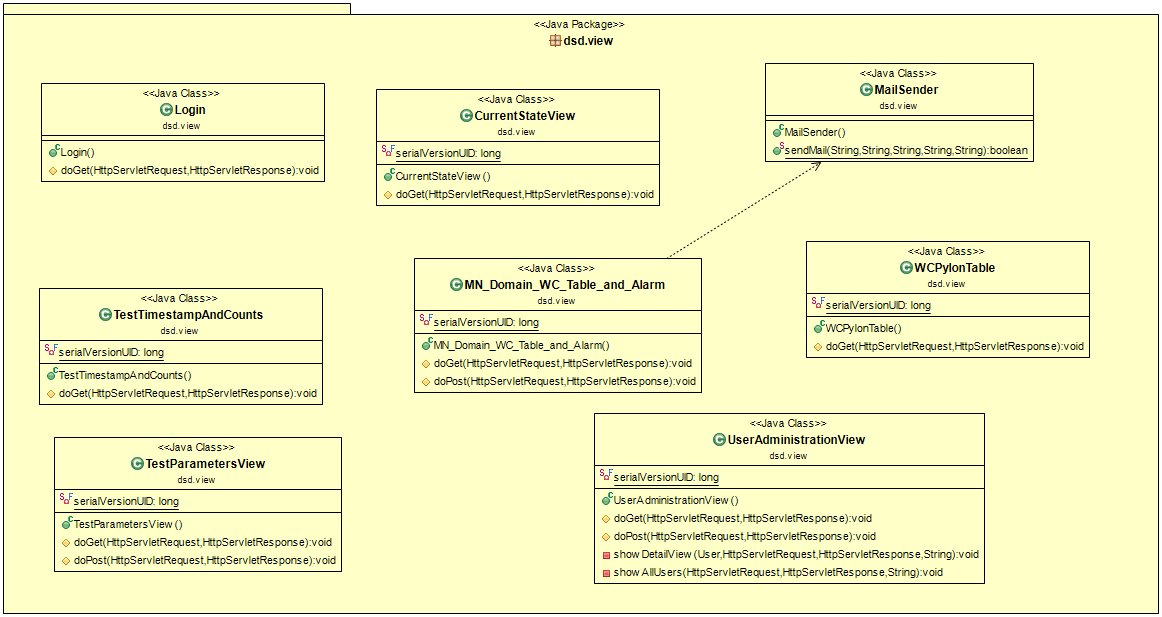 <<Java Package>>
dsd.view
<<Java Class>>
Login
dsd.view
Login()
doGet(HttpServletRequest,HttpServletResponse):void
<<Java Class>>
CurrentStateView
dsd.view
serialVersionUID: long
CurrentStateView()
doGet(HttpServletRequest,HttpServletResponse):void
<<Java Class>>
MailSender
dsd.view
MailSender()
sendMail(String,String,String,String,String):boolean
<<Java Class>>
MN_Domain_WC_Table_and_Alarm
dsd.view
serialVersionUID: long
MN_Domain_WC_Table_and_Alarm()
doGet(HttpServletRequest,HttpServletResponse):void
doPost(HttpServletRequest,HttpServletResponse):void
<<Java Class>>
WCPylonTable
dsd.view
serialVersionUID: long
WCPylonTable()
doGet(HttpServletRequest,HttpServletResponse):void
<<Java Class>>
TestTimestampAndCounts
dsd.view
serialVersionUID: long
TestTimestampAndCounts()
doGet(HttpServletRequest,HttpServletResponse):void
<<Java Class>>
TestParametersView
dsd.view
serialVersionUID: long
TestParametersView()
doGet(HttpServletRequest,HttpServletResponse):void
doPost(HttpServletRequest,HttpServletResponse):void
<<Java Class>>
UserAdministrationView
dsd.view
serialVersionUID: long
UserAdministrationView()
doGet(HttpServletRequest,HttpServletResponse):void
doPost(HttpServletRequest,HttpServletResponse):void
show DetailView(User,HttpServletRequest,HttpServletResponse,String):void
show AllUsers(HttpServletRequest,HttpServletResponse,String):void